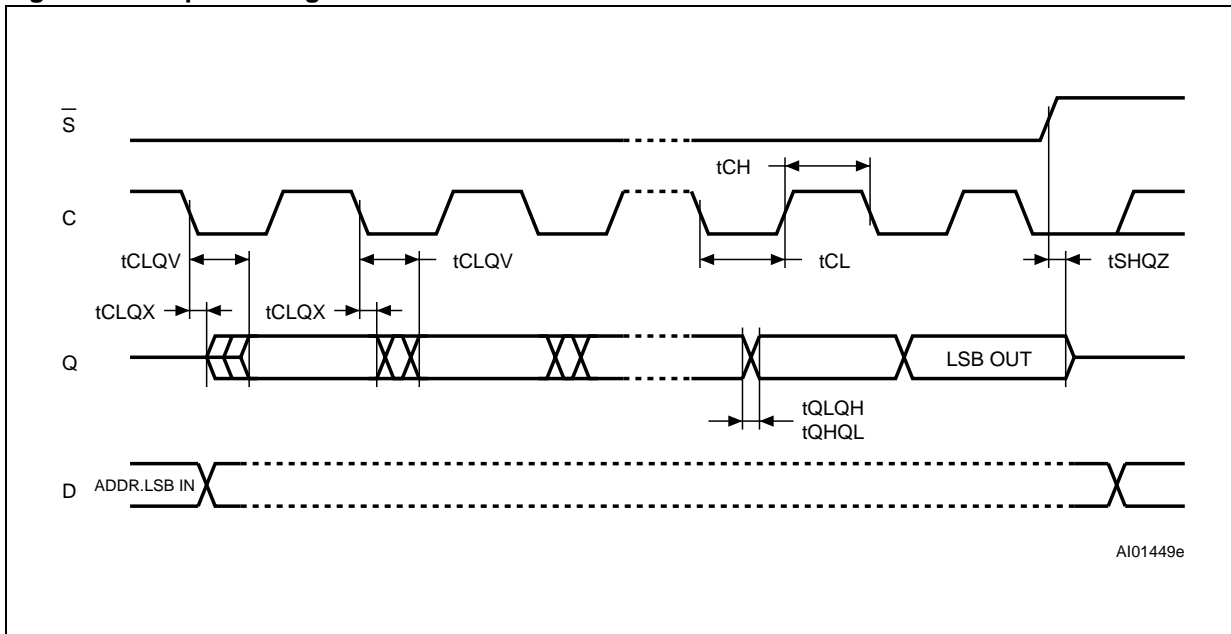 S
tCH
C
tCLQV
tCLQV
tCL
tSHQZ
tCLQX
tCLQX
Q
LSB OUT
tQLQH
tQHQL
D
ADDR.LSB IN
AI01449e